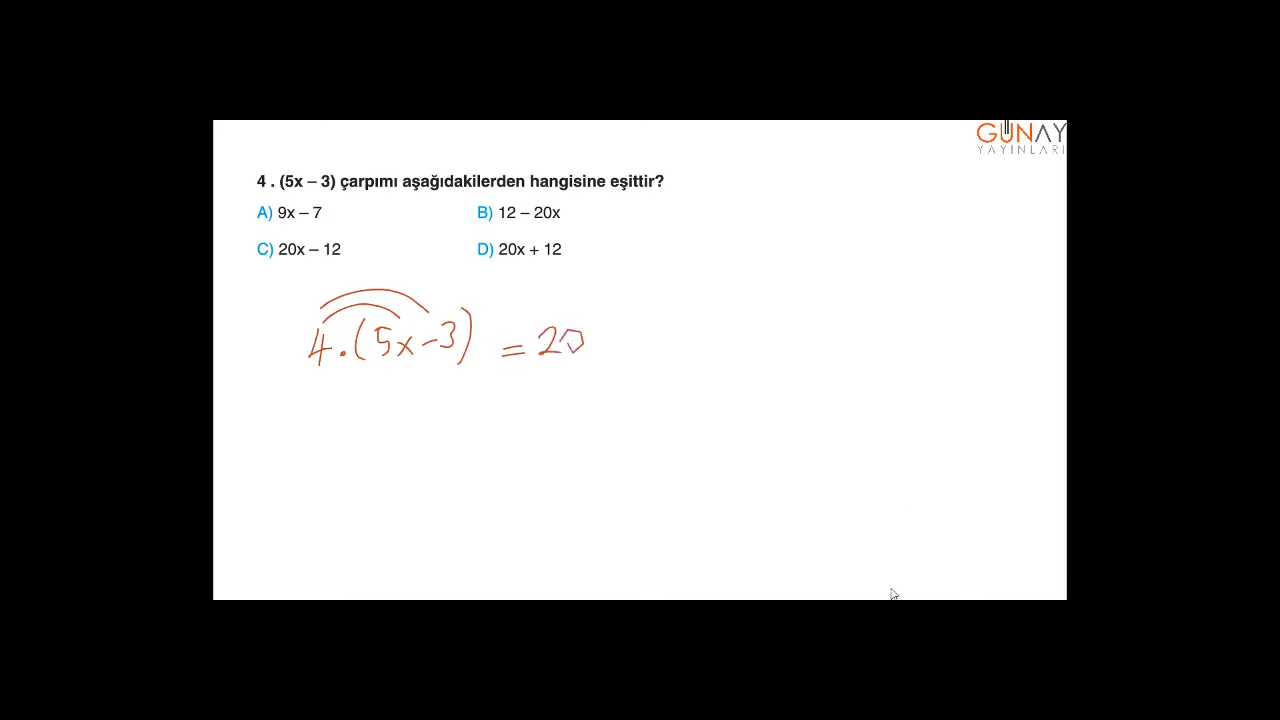 GÜNAY
YAYINLARI
4 . (5x – 3) çarpımı aşağıdakilerden hangisine eşittir?
A) 9x – 7 B) 12 – 20x
C) 20x – 12 D) 20x + 12
4.(5x-3) = 20